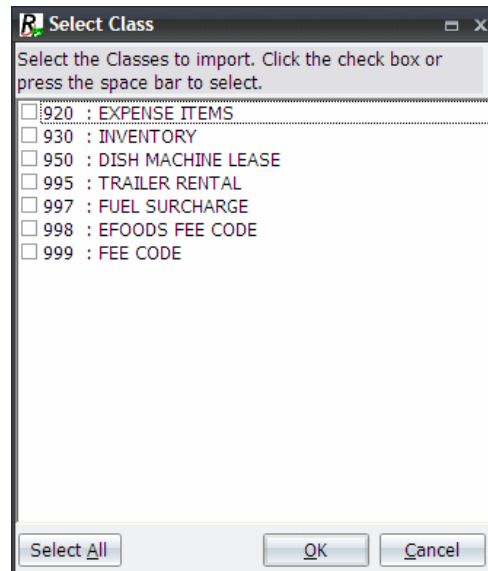 R Select Class
Select the Classes to import. Click the check box or
press the space bar to select.
920 : EXPENSE ITEMS
930 : INVENTORY
950 : DISH MACHINE LEASE
995 : TRAILER RENTAL
997 : FUEL SURCHARGE
998 : EFOODS FEE CODE
999 : FEE CODE
Select All OK Cancel